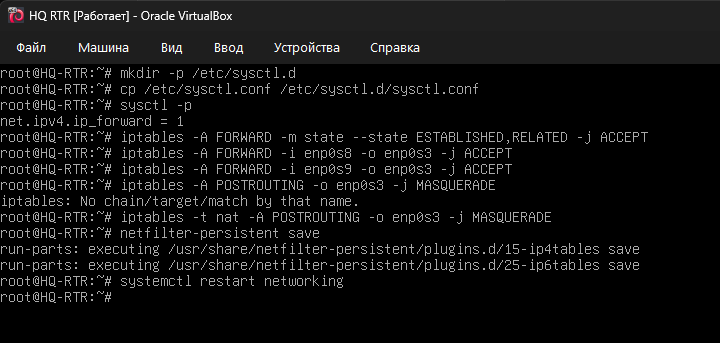 HQ RTR [Работает] - Oracle VirtualBox
Файл Машина Вид Ввод Устройства Справка
root@HQ-RTR:~# mkdir -p /etc/sysctl.d
root@HQ-RTR:~# cp /etc/sysctl.conf /etc/sysctl.d/sysctl.conf
root@HQ-RTR:~# sysctl -p
net.ipv4.ip_forward = 1
root@HQ-RTR:~# iptables -A FORWARD -m state --state ESTABLISHED,RELATED -j ACCEPT
root@HQ-RTR:~# iptables -A FORWARD -i enp0s8 -o enp0s3 -j ACCEPT
root@HQ-RTR:~# iptables -A FORWARD -i enp0s9 -o enp0s3 -j ACCEPT
root@HQ-RTR:~# iptables -A POSTROUTING -o enp0s3 -j MASQUERADE
iptables: No chain/target/match by that name.
root@HQ-RTR:~# iptables -t nat -A POSTROUTING -o enp0s3 -j MASQUERADE
root@HQ-RTR:~# netfilter-persistent save
run-parts: executing /usr/share/netfilter-persistent/plugins.d/15-ip4tables save
run-parts: executing /usr/share/netfilter-persistent/plugins.d/25-ip6tables save
root@HQ-RTR:~# systemctl restart networking
root@HQ-RTR:~#